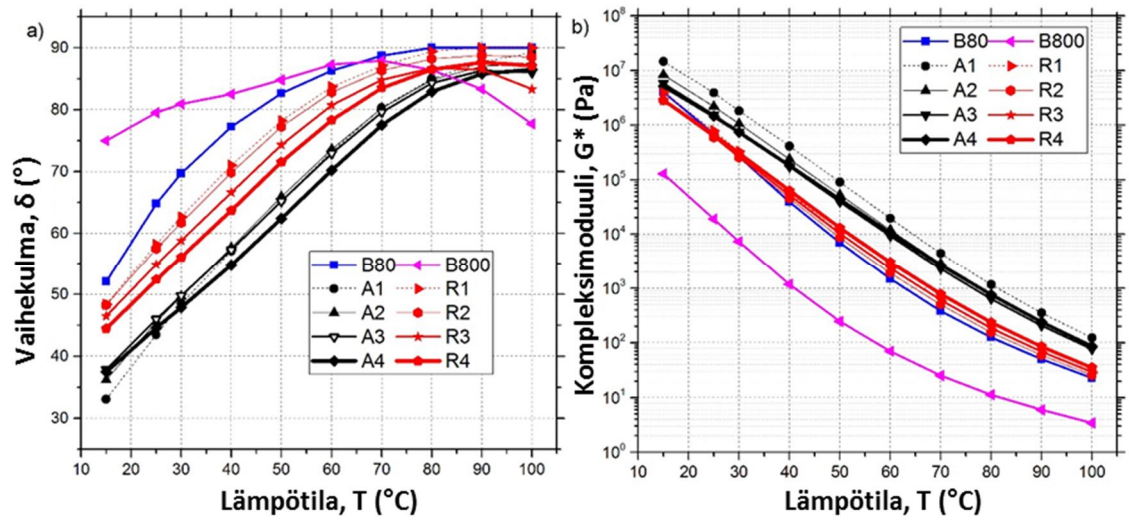 a)
90
80
70
60
50
40
30
Vaihekulma, δ (°)
B80 B800
A1 R1
A2 R2
A3 R3
A4 R4
10 20 30 40 50 60 70 80 90 100
Lämpötila, T (°C)
b)
10⁸
10⁷
10⁶
10⁵
10⁴
10³
10²
10¹
10⁰
Kompleksimoduuli, G* (Pa)
B80 B800
A1 R1
A2 R2
A3 R3
A4 R4
10 20 30 40 50 60 70 80 90 100
Lämpötila, T (°C)